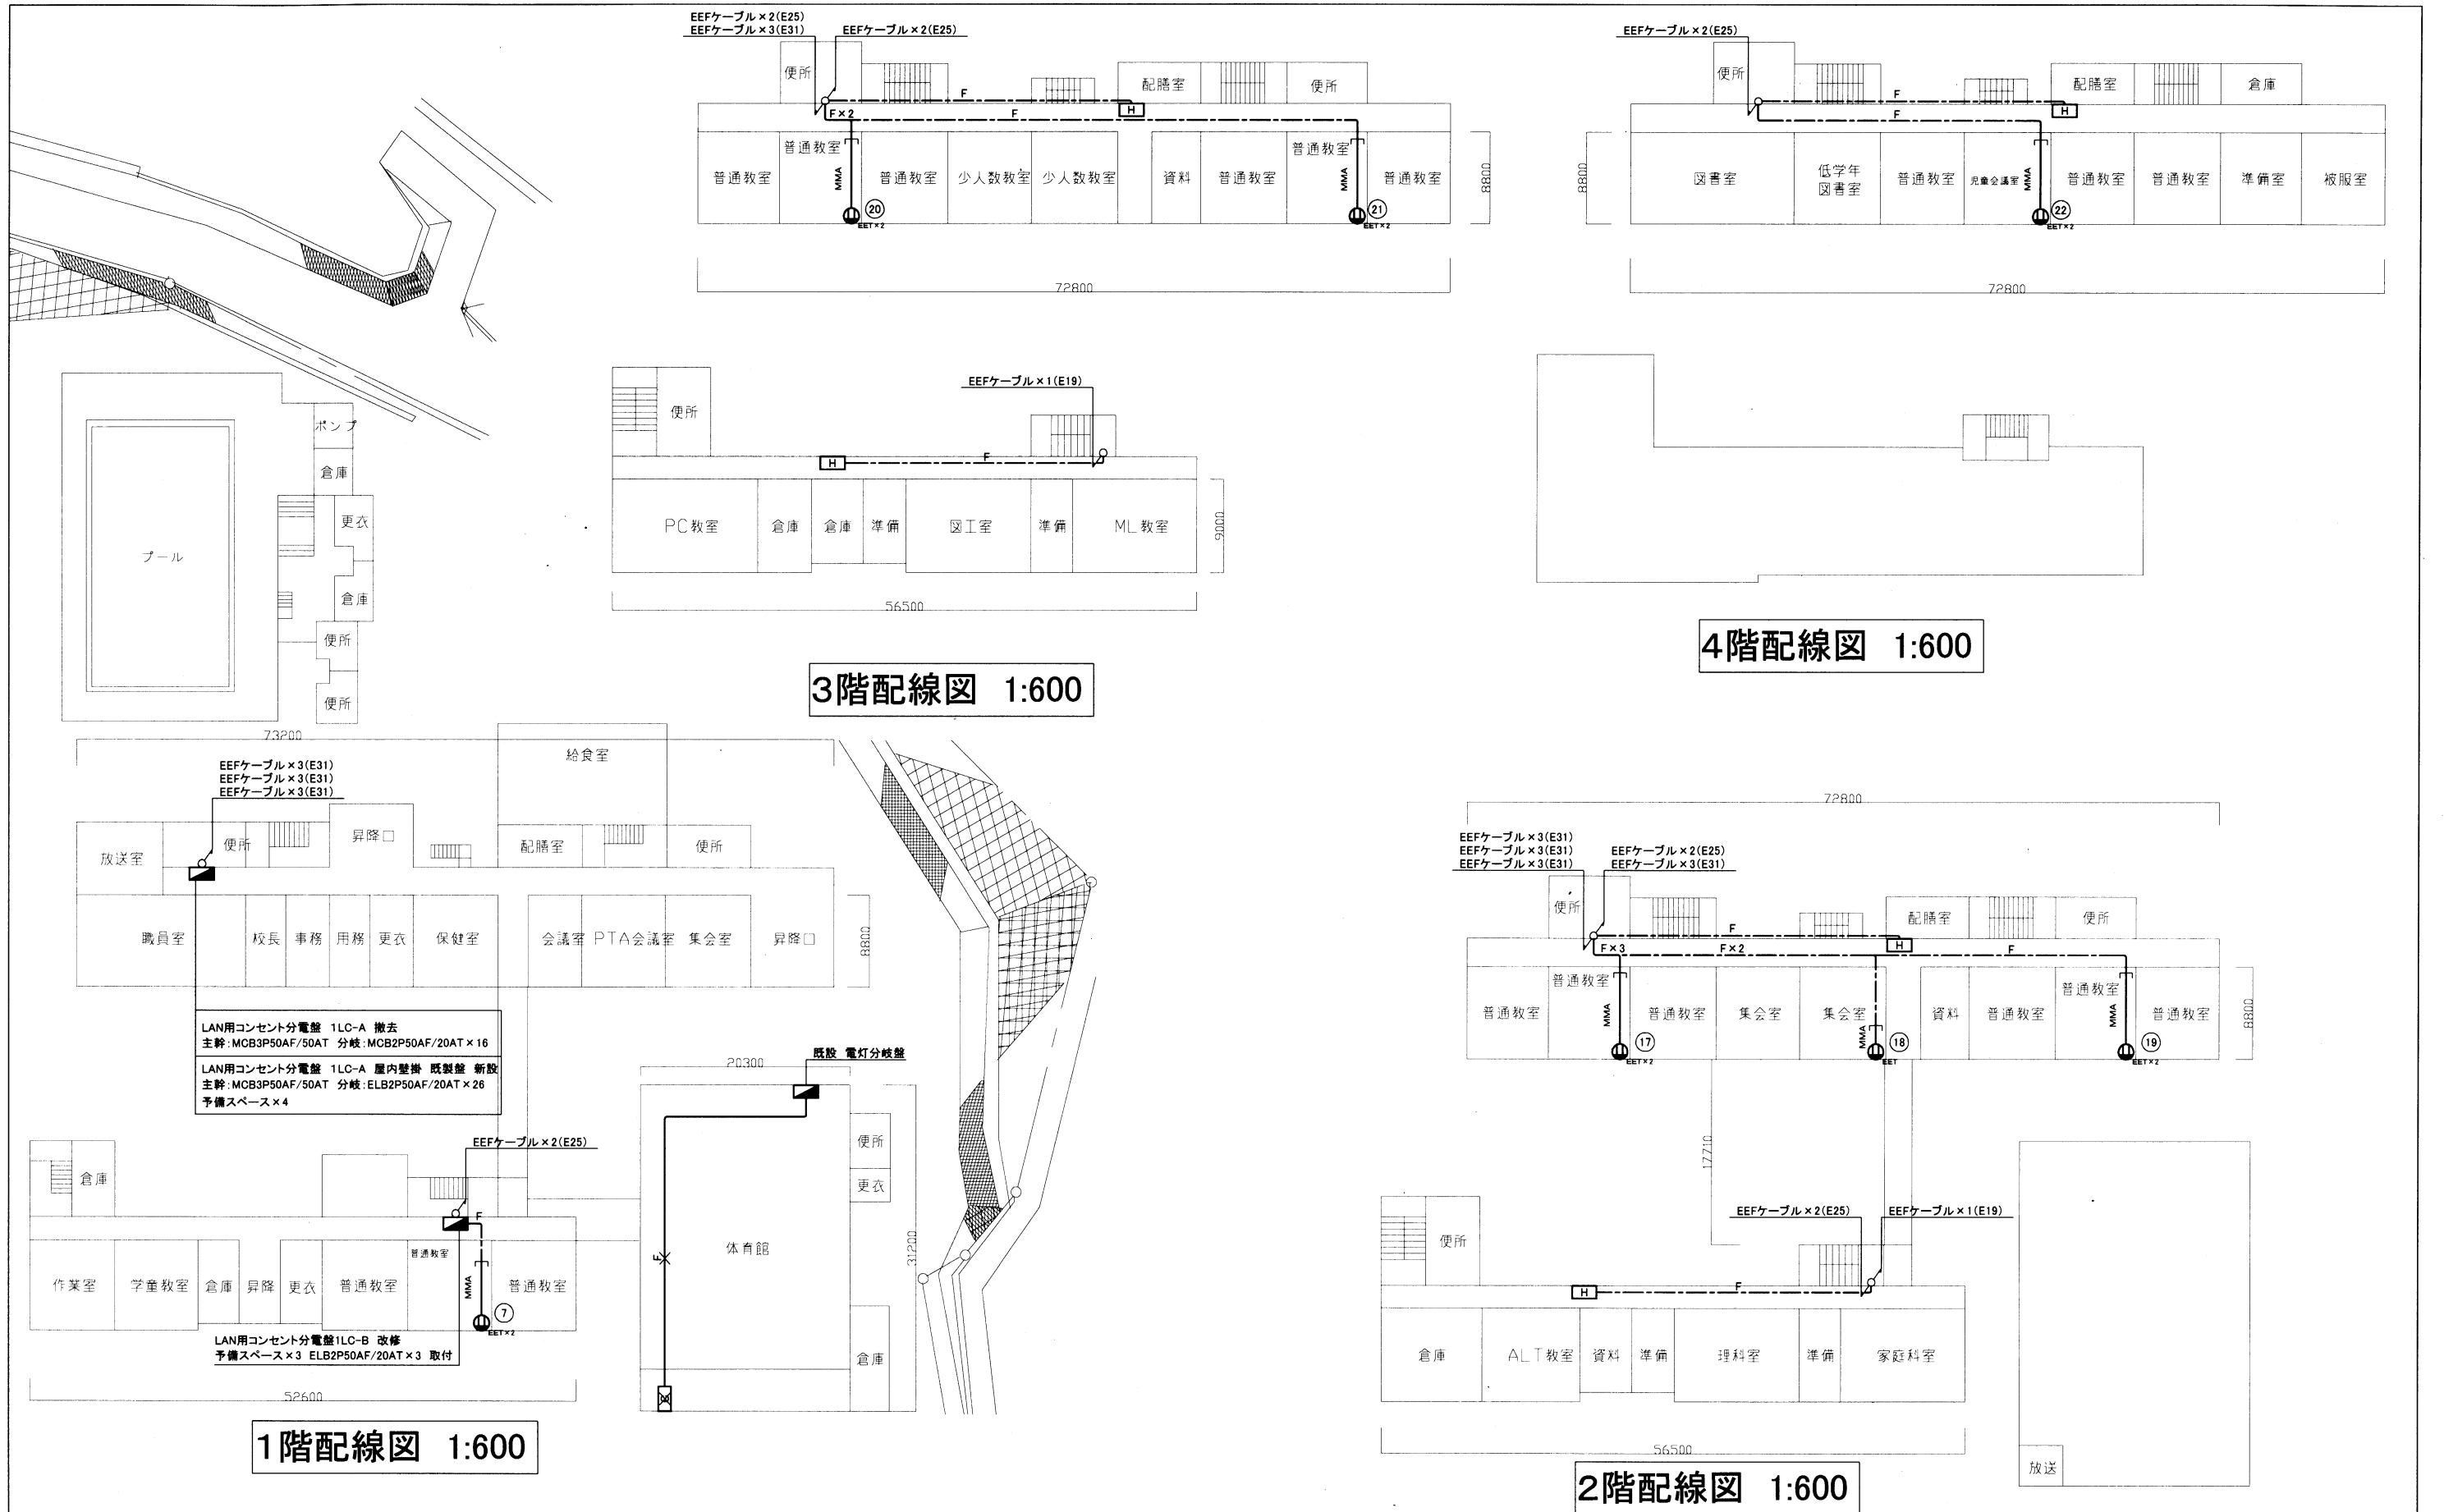 EEFケーブル×2(E25)
EEFケーブル×3(E31)
EEFケーブル×2(E25)
便所
配膳室
便所
F
H
F×2
F
普通教室
普通教室
MMA
普通教室
少人数教室
少人数教室
資料
普通教室
普通教室
MMA
普通教室
8800
20
EET×2
21
EET×2
72800
EEFケーブル×2(E25)
便所
配膳室
倉庫
F
H
F
8800
図書室
低学年
図書室
普通教室
児童会議室
MMA
普通教室
普通教室
準備室
被服室
22
EET×2
72800
EEFケーブル×1(E19)
便所
H
F
PC教室
倉庫
倉庫
準備
図工室
準備
ML教室
9000
56500
3階配線図 1:600
4階配線図 1:600
ポンプ
倉庫
更衣
プール
倉庫
便所
便所
73200
給食室
EEFケーブル×3(E31)
EEFケーブル×3(E31)
EEFケーブル×3(E31)
放送室
便所
昇降口
配膳室
便所
職員室
校長
事務
用務
更衣
保健室
会議室
PTA会議室
集会室
昇降口
8800
LAN用コンセント分電盤 1LC-A 撤去
主幹:MCB3P50AF/50AT 分岐:MCB2P50AF/20AT×16
LAN用コンセント分電盤 1LC-A 屋内壁掛 既製盤 新設
主幹:MCB3P50AF/50AT 分岐:ELB2P50AF/20AT×26
予備スペース×4
EEFケーブル×2(E25)
倉庫
F
作業室
学童教室
倉庫
昇降
更衣
普通教室
普通教室
MMA
普通教室
7
EET×2
LAN用コンセント分電盤1LC-B 改修
予備スペース×3 ELB2P50AF/20AT×3 取付
52600
1階配線図 1:600
既設 電灯分岐盤
20300
便所
更衣
体育館
F
31200
倉庫
72800
EEFケーブル×3(E31)
EEFケーブル×3(E31)
EEFケーブル×3(E31)
EEFケーブル×2(E25)
EEFケーブル×3(E31)
便所
配膳室
便所
F
H
F×3
F×2
F
普通教室
普通教室
MMA
普通教室
集会室
集会室
MMA
資料
普通教室
普通教室
MMA
普通教室
8800
17
EET×2
18
EET
19
EET×2
17710
EEFケーブル×2(E25)
EEFケーブル×1(E19)
便所
H
F
倉庫
ALT教室
資料
準備
理科室
準備
家庭科室
56500
放送
2階配線図 1:600